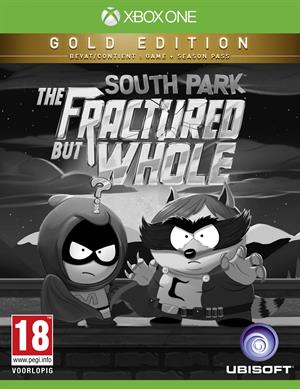 XBOX ONE
GOLD EDITION
BEVAT/CONTIENT : GAME + SEASON PASS
SOUTH PARK
THE FRACTURED
BUT WHOLE
?
C
18
www.pegi.info
VOORLOPIG
UBISOFT